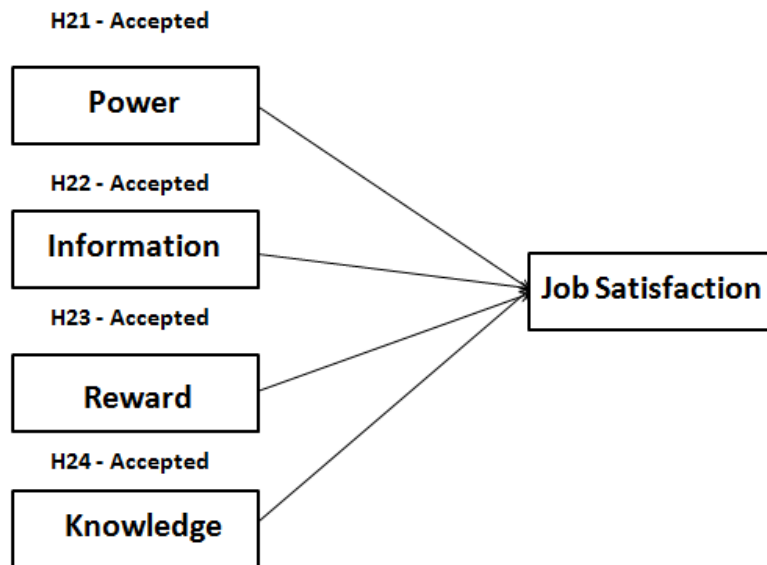 H21 - Accepted
Power
H22 - Accepted
Information
H23 - Accepted
Reward
H24 - Accepted
Knowledge
Job Satisfaction